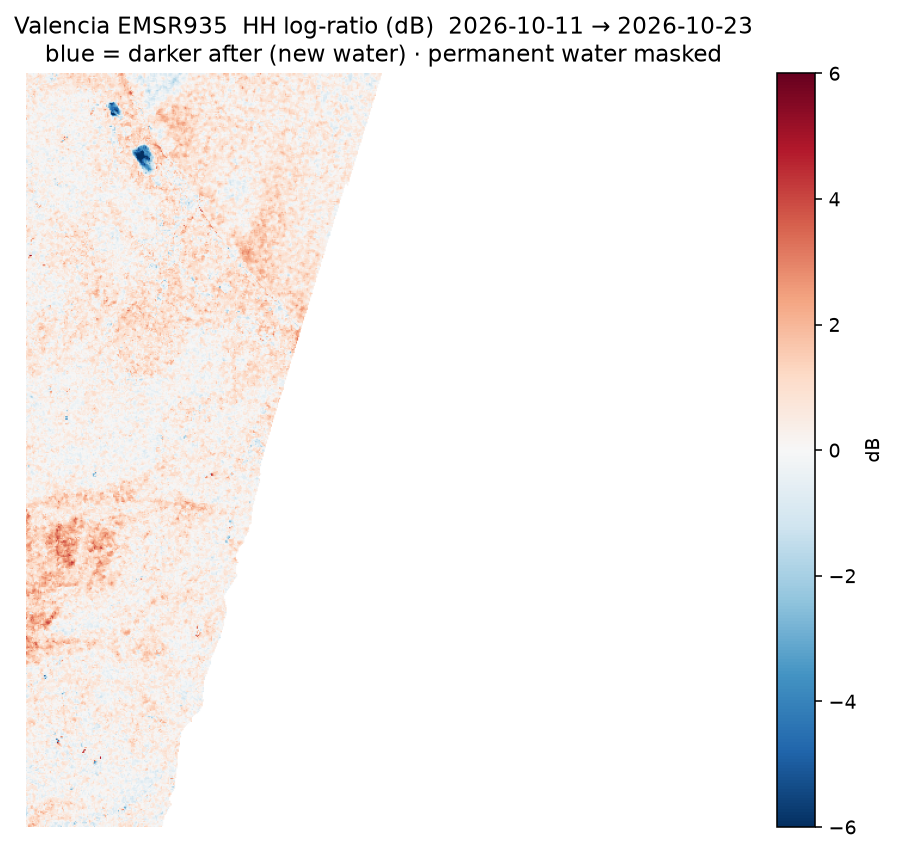 Valencia EMSR935  HH log-ratio (dB)  2026-10-11 → 2026-10-23
blue = darker after (new water) · permanent water masked
6
4
2
0
−2
−4
−6
dB